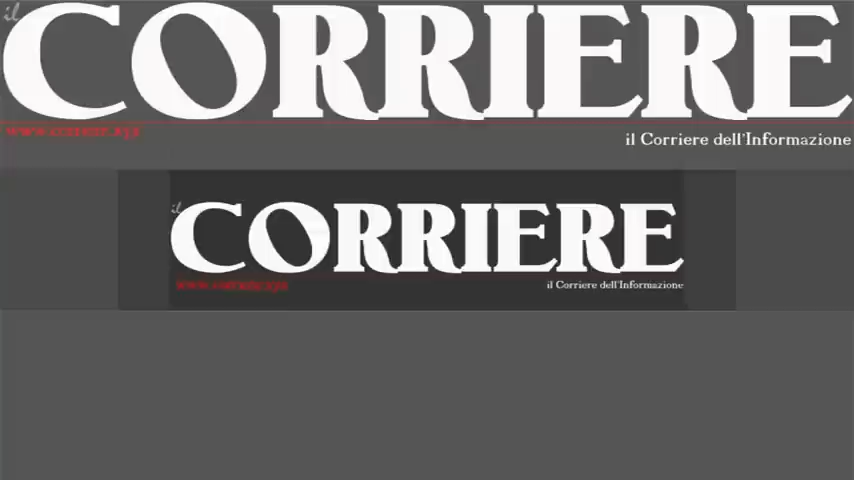 il
CORRIERE
il Corriere dell'Informazione
il
CORRIERE
il Corriere dell'Informazione